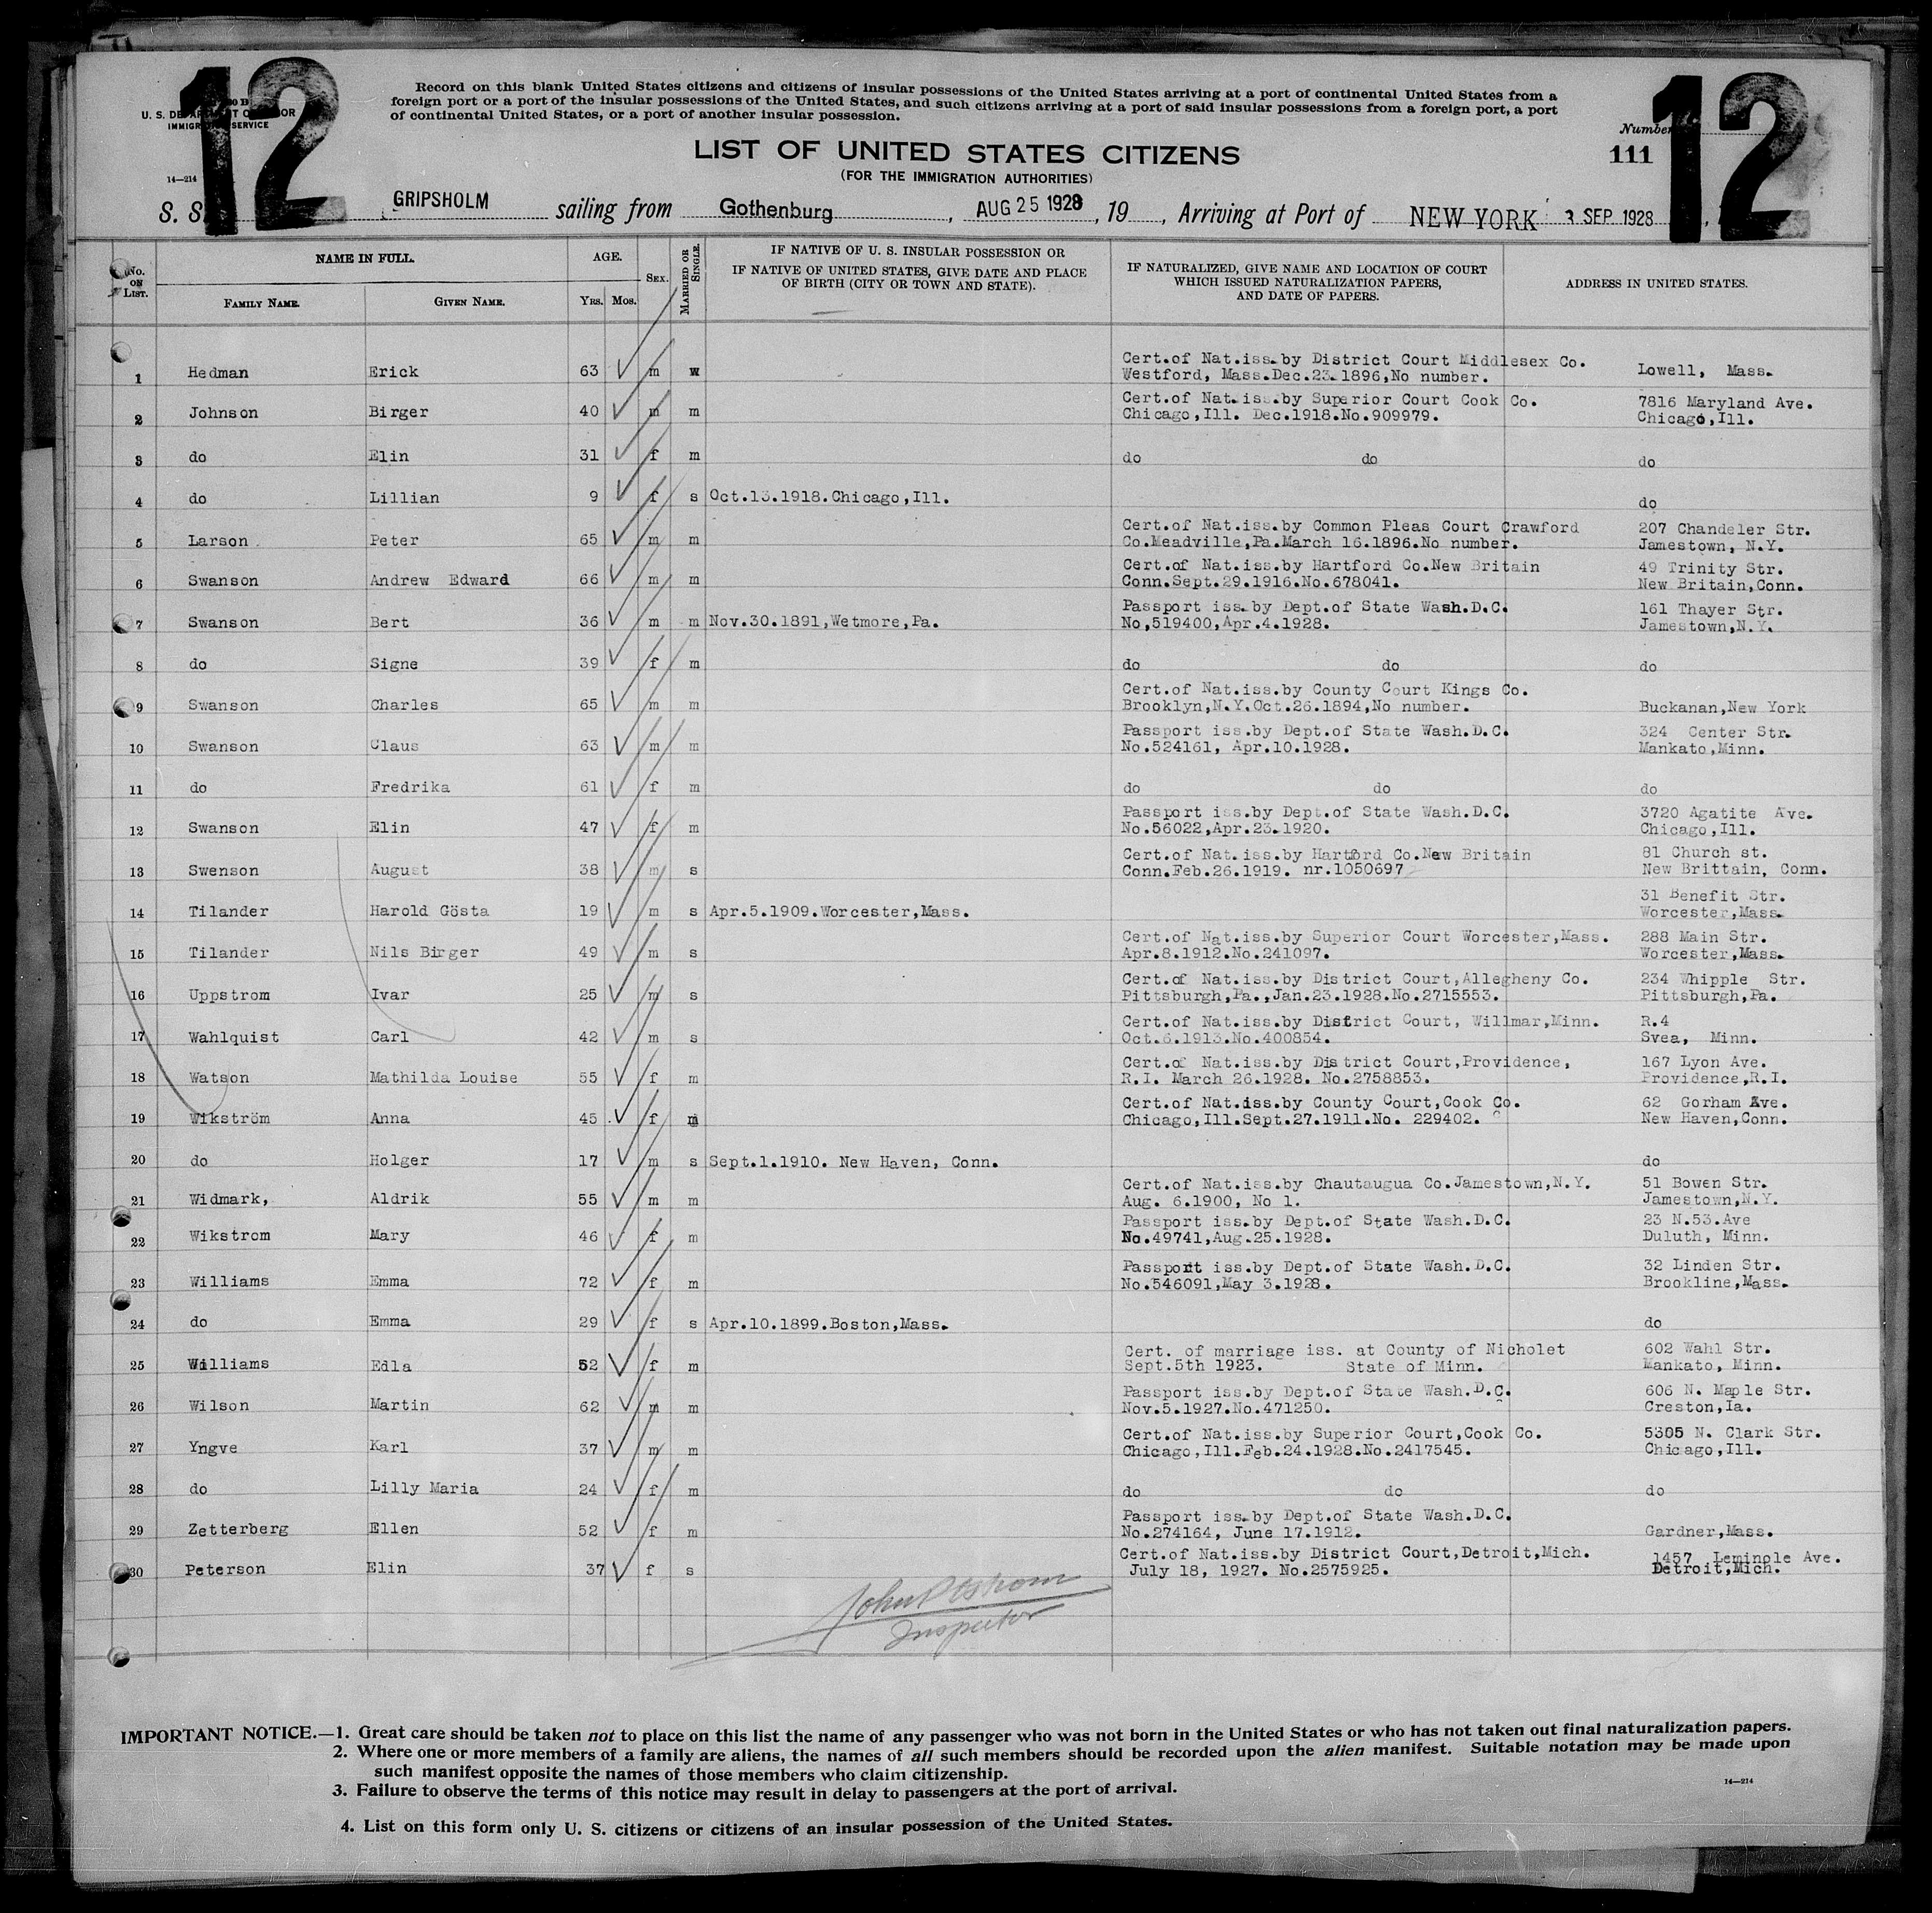 12
12
U. S. DEPARTMENT OF LABOR
IMMIGRATION SERVICE
14—214
Record on this blank United States citizens and citizens of insular possessions of the United States arriving at a port of continental United States from a
foreign port or a port of the insular possessions of the United States, and such citizens arriving at a port of said insular possessions from a foreign port, a port
of continental United States, or a port of another insular possession.
Number
111
LIST OF UNITED STATES CITIZENS
(FOR THE IMMIGRATION AUTHORITIES)
S. S. GRIPSHOLM sailing from Gothenburg, AUG 25 1928, 19 , Arriving at Port of NEW YORK 3 SEP. 1928
No. ON LIST.
NAME IN FULL.
FAMILY NAME.
GIVEN NAME.
AGE.
YRS. MOS.
SEX.
MARRIED OR SINGLE.
IF NATIVE OF U. S. INSULAR POSSESSION OR
IF NATIVE OF UNITED STATES, GIVE DATE AND PLACE
OF BIRTH (CITY OR TOWN AND STATE).
IF NATURALIZED, GIVE NAME AND LOCATION OF COURT
WHICH ISSUED NATURALIZATION PAPERS,
AND DATE OF PAPERS.
ADDRESS IN UNITED STATES.
Cert.of Nat.iss.by District Court Middlesex Co.
1 Hedman Erick 63 m w Westford, Mass.Dec.23.1896,No number. Lowell, Mass.
Cert.of Nat.iss.by Superior Court Cook Co. 7816 Maryland Ave.
2 Johnson Birger 40 m m Chicago,Ill. Dec.1918.No.909979. Chicago,Ill.
3 do Elin 31 f m do do do
4 do Lillian 9 f s Oct.13.1918.Chicago,Ill. do
Cert.of Nat.iss.by Common Pleas Court Crawford 207 Chandeler Str.
5 Larson Peter 65 m m Co.Meadville,Pa.March 16.1896.No number. Jamestown, N.Y.
Cert.of Nat.iss.by Hartford Co.New Britain 49 Trinity Str.
6 Swanson Andrew Edward 66 m m Conn.Sept.29.1916.No.678041. New Britain,Conn.
Passport iss.by Dept.of State Wash.D.C. 161 Thayer Str.
7 Swanson Bert 36 m m Nov.30.1891,Wetmore,Pa. No,519400,Apr.4.1928. Jamestown,N.Y.
8 do Signe 39 f m do do do
Cert.of Nat.iss.by County Court Kings Co.
9 Swanson Charles 65 m m Brooklyn,N.Y.Oct.26.1894,No number. Buckanan,New York
Passport iss.by Dept.of State Wash.D.C. 324 Center Str.
10 Swanson Claus 63 m m No.524161, Apr.10.1928. Mankato,Minn.
11 do Fredrika 61 f m do do do
Passport iss.by Dept.of State Wash.D.C. 3720 Agatite Ave.
12 Swanson Elin 47 f m No.56022,Apr.23.1920. Chicago,Ill.
Cert.of Nat.iss.by Hartford Co.New Britain 81 Church st.
13 Swenson August 38 m s Conn.Feb.26.1919. nr.1050697 New Brittain, Conn.
31 Benefit Str.
14 Tilander Harold Gösta 19 m s Apr.5.1909.Worcester,Mass. Worcester,Mass.
Cert.of Nat.iss.by Superior Court Worcester,Mass. 288 Main Str.
15 Tilander Nils Birger 49 m s Apr.8.1912.No.241097. Worcester,Mass.
Cert.of Nat.iss.by District Court,Allegheny Co. 234 Whipple Str.
16 Uppstrom Ivar 25 m s Pittsburgh,Pa.,Jan.23.1928.No.2715553. Pittsburgh,Pa.
Cert.of Nat.iss.by District Court, Willmar,Minn. R.4
17 Wahlquist Carl 42 m s Oct.6.1913.No.400854. Svea, Minn.
Cert.of Nat.iss.by District Court,Providence, 167 Lyon Ave.
18 Watson Mathilda Louise 55 f m R.I. March 26.1928. No.2758853. Providence,R.I.
Cert.of Nat.iss.by County Court,Cook Co. 62 Gorham Ave.
19 Wikström Anna 45 f m Chicago,Ill.Sept.27.1911.No. 229402. New Haven,Conn.
20 do Holger 17 m s Sept.1.1910. New Haven, Conn. do
Cert.of Nat.iss.by Chautaugua Co.Jamestown,N.Y. 51 Bowen Str.
21 Widmark, Aldrik 55 m m Aug. 6.1900, No 1. Jamestown,N.Y.
Passport iss.by Dept.of State Wash.D.C. 23 N.53.Ave
22 Wikstrom Mary 46 f m No.49741,Aug.25.1928. Duluth, Minn.
Passport iss.by Dept.of State Wash.D.C. 32 Linden Str.
23 Williams Emma 72 f m No.546091,May 3.1928. Brookline,Mass.
24 do Emma 29 f s Apr.10.1899.Boston,Mass. do
Cert. of marriage iss. at County of Nicholet 602 Wahl Str.
25 Williams Edla 52 f m Sept.5th 1923. State of Minn. Mankato, Minn.
Passport iss.by Dept.of State Wash.D.C. 606 N. Maple Str.
26 Wilson Martin 62 m m Nov.5.1927.No.471250. Creston,Ia.
Cert.of Nat.iss.by Superior Court,Cook Co. 5305 N. Clark Str.
27 Yngve Karl 37 m m Chicago,Ill.Feb.24.1928.No.2417545. Chicago,Ill.
28 do Lilly Maria 24 f m do do do
Passport iss.by Dept.of State Wash.D.C.
29 Zetterberg Ellen 52 f m No.274164, June 17.1912. Gardner,Mass.
Cert.of Nat.iss.by District Court,Detroit,Mich. 1457 Leminole Ave.
30 Peterson Elin 37 f s July 18, 1927. No.2575925. Detroit,Mich.
John
Inspector
IMPORTANT NOTICE.—1. Great care should be taken not to place on this list the name of any passenger who was not born in the United States or who has not taken out final naturalization papers.
2. Where one or more members of a family are aliens, the names of all such members should be recorded upon the alien manifest. Suitable notation may be made upon
such manifest opposite the names of those members who claim citizenship.
3. Failure to observe the terms of this notice may result in delay to passengers at the port of arrival.
14—214
4. List on this form only U. S. citizens or citizens of an insular possession of the United States.